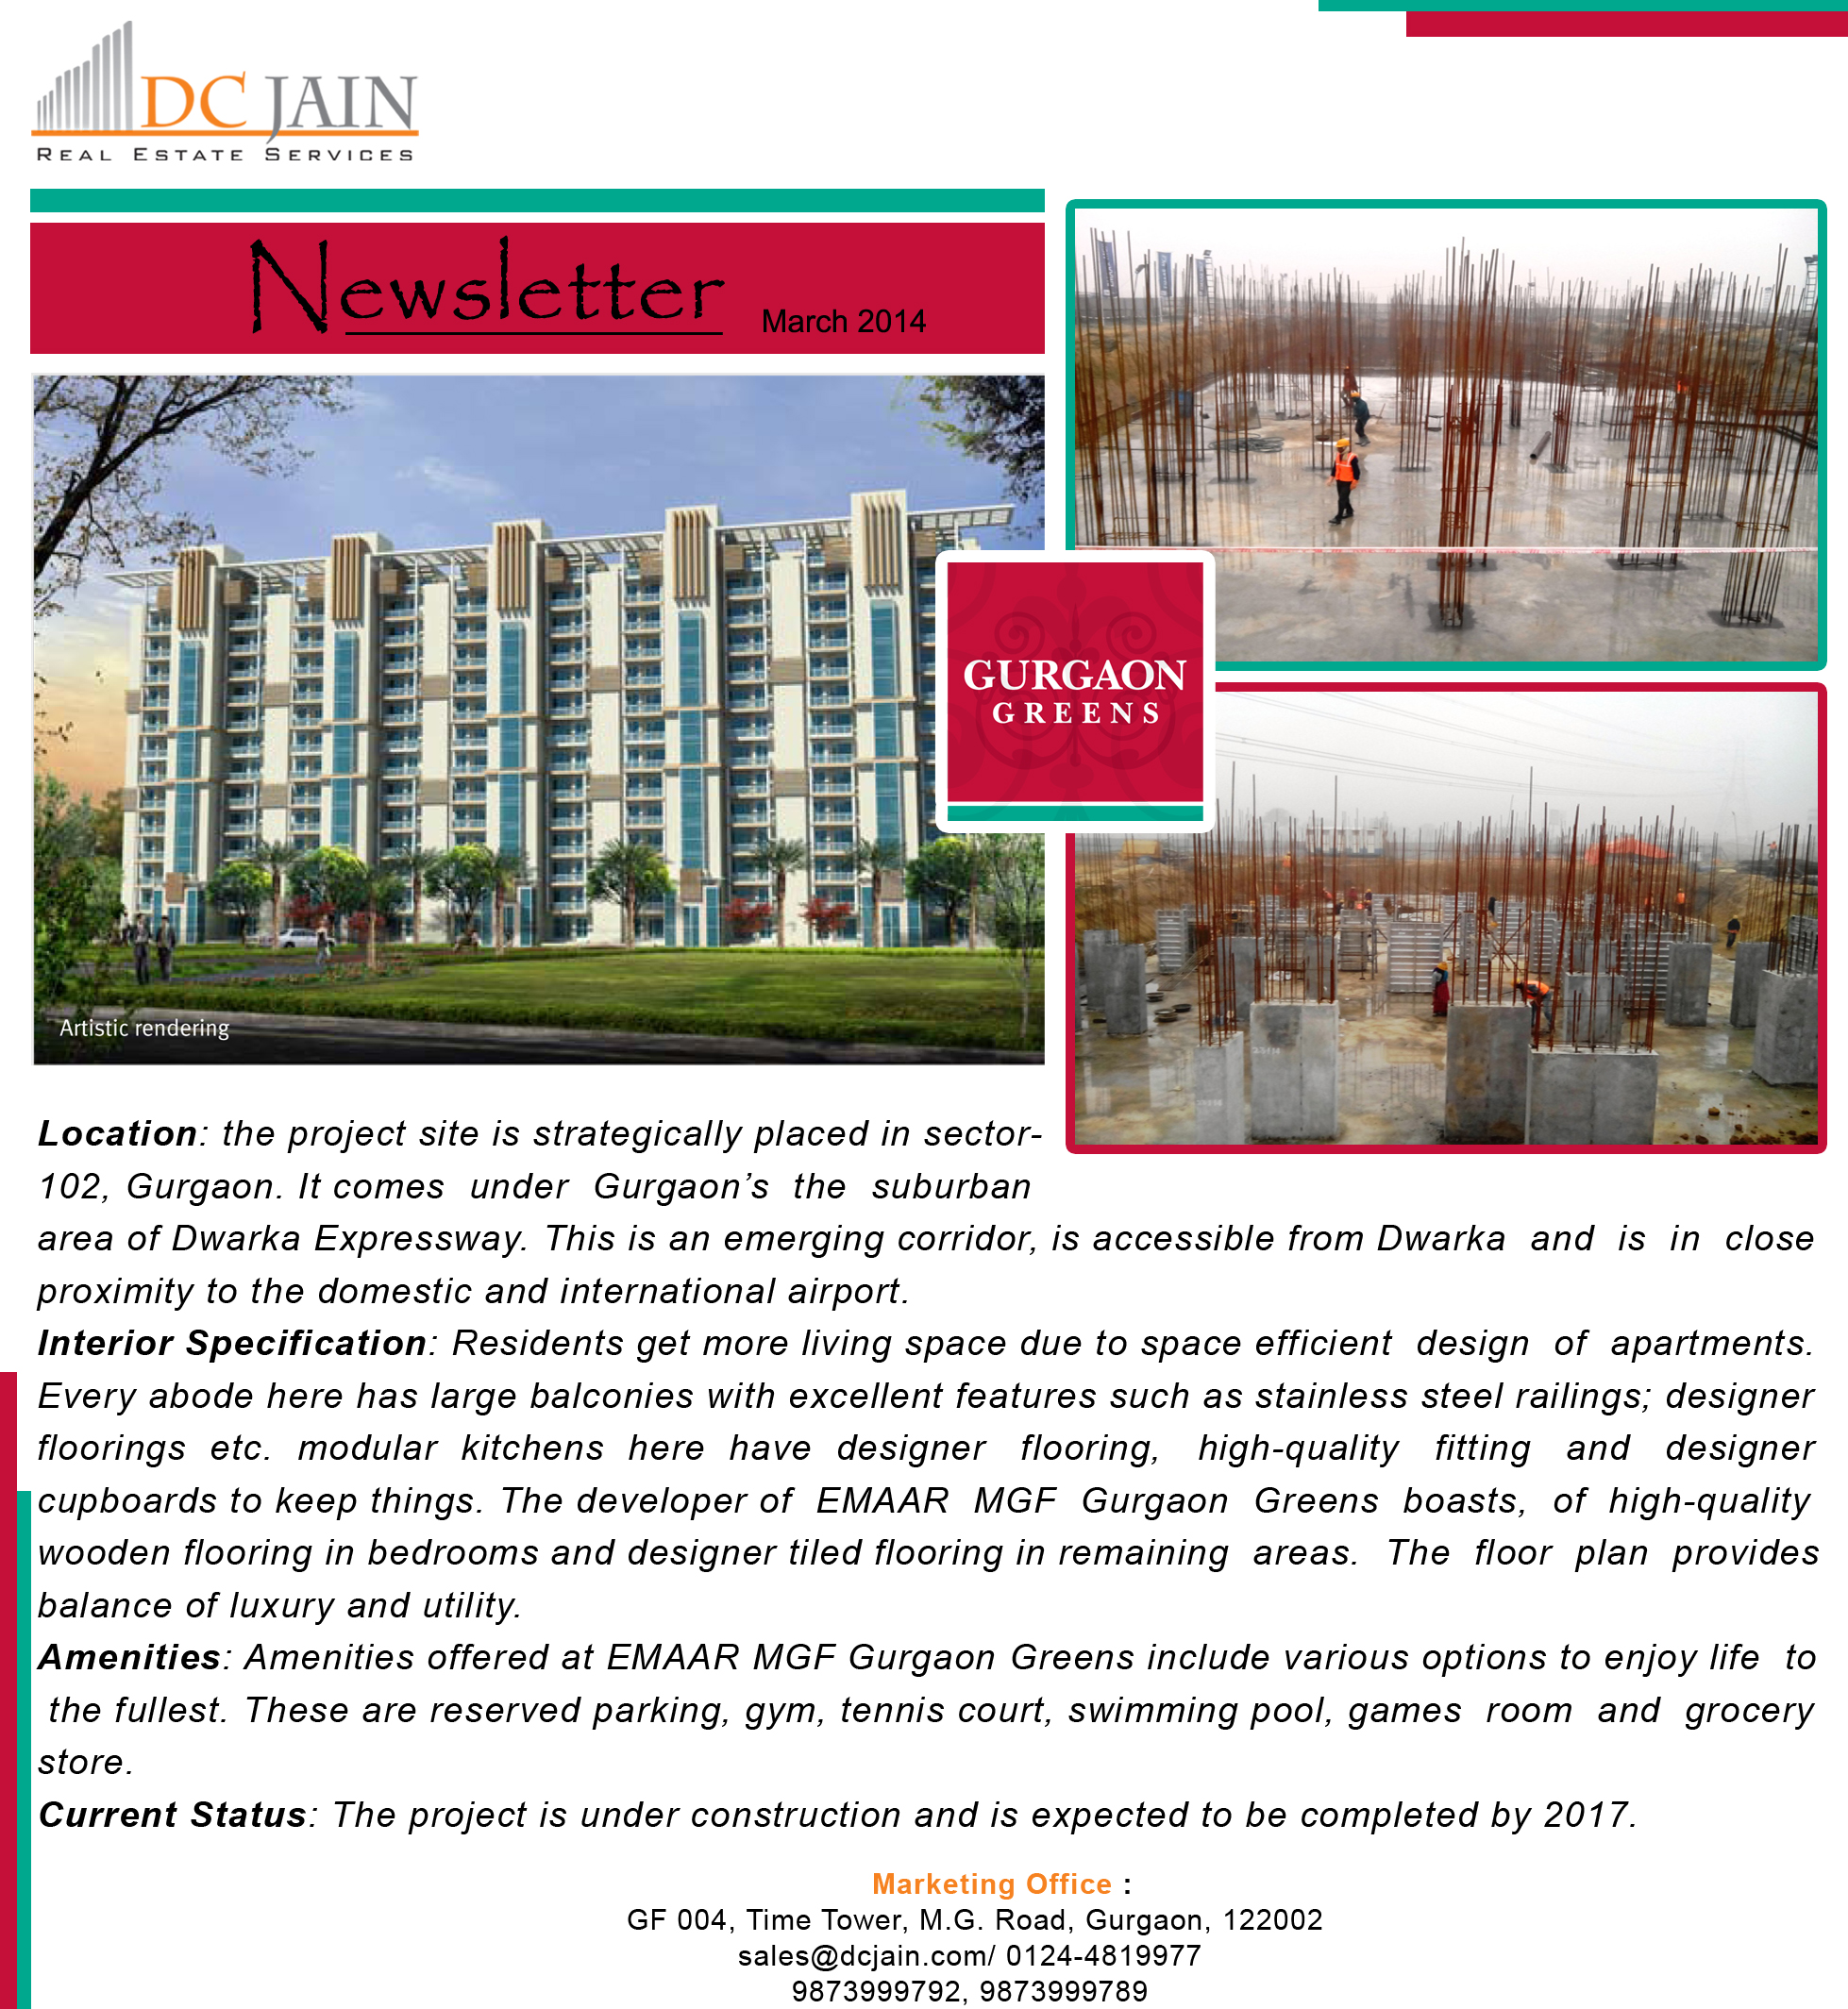 DC JAIN
REAL ESTATE SERVICES
Newsletter March 2014
GURGAON
GREENS
Artistic rendering
Location: the project site is strategically placed in sector-
102, Gurgaon. It comes under Gurgaon’s the suburban
area of Dwarka Expressway. This is an emerging corridor, is accessible from Dwarka and is in close
proximity to the domestic and international airport.
Interior Specification: Residents get more living space due to space efficient design of apartments.
Every abode here has large balconies with excellent features such as stainless steel railings; designer
floorings etc. modular kitchens here have designer flooring, high-quality fitting and designer
cupboards to keep things. The developer of EMAAR MGF Gurgaon Greens boasts, of high-quality
wooden flooring in bedrooms and designer tiled flooring in remaining areas. The floor plan provides
balance of luxury and utility.
Amenities: Amenities offered at EMAAR MGF Gurgaon Greens include various options to enjoy life to
the fullest. These are reserved parking, gym, tennis court, swimming pool, games room and grocery
store.
Current Status: The project is under construction and is expected to be completed by 2017.
Marketing Office :
GF 004, Time Tower, M.G. Road, Gurgaon, 122002
sales@dcjain.com/ 0124-4819977
9873999792, 9873999789